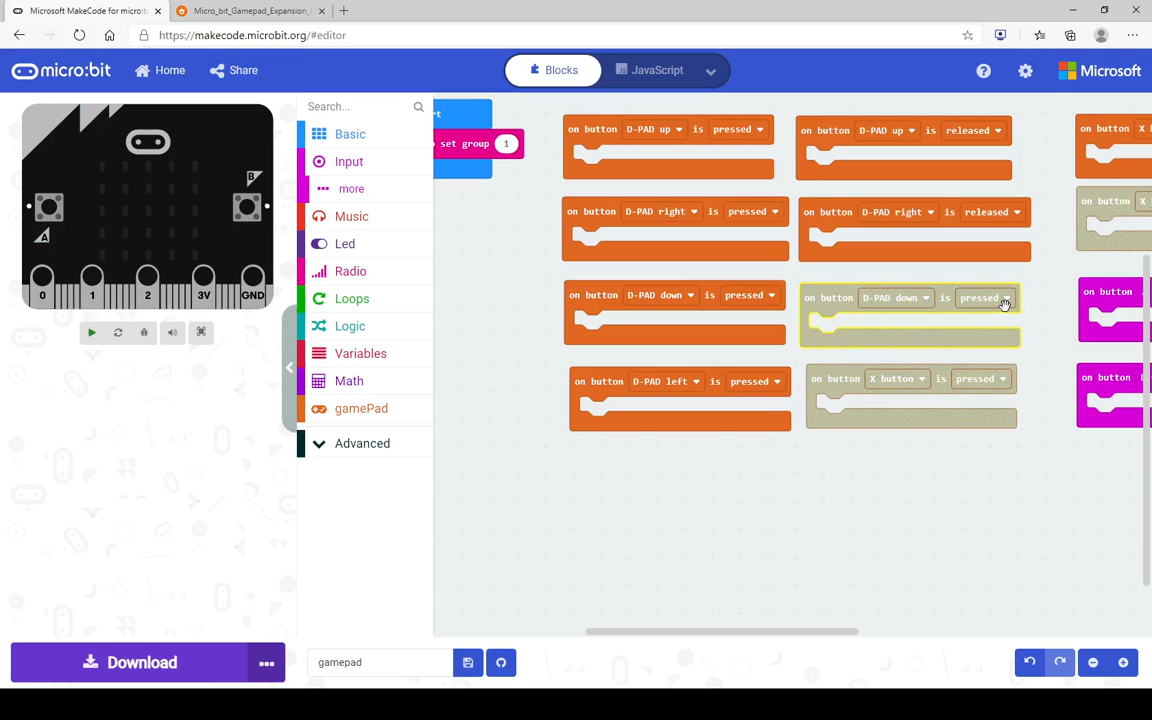 Microsoft MakeCode for micro:b
Micro_bit_Gamepad_Expansion_
https://makecode.microbit.org/#editor
micro:bit
Home
Share
Blocks
JavaScript
Microsoft
A
B
0 1 2 3V GND
Search...
Basic
Input
more
Music
Led
Radio
Loops
Logic
Variables
Math
gamePad
Advanced
set group 1
on button D-PAD up is pressed
on button D-PAD up is released
on button X
on button D-PAD right is pressed
on button D-PAD right is released
on button X
on button D-PAD down is pressed
on button D-PAD down is pressed
on button
on button D-PAD left is pressed
on button X button is pressed
on button
Download
gamepad